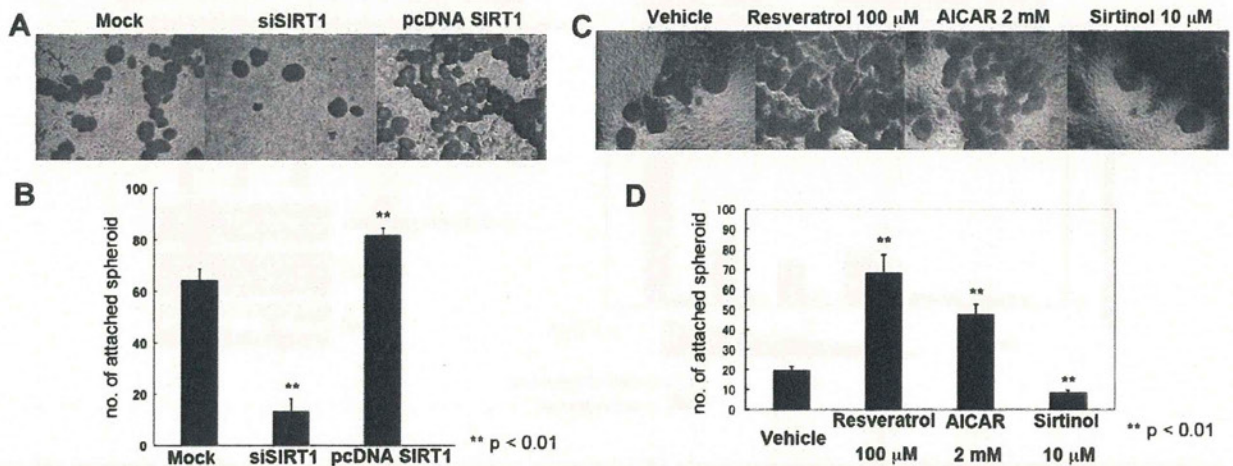 A
Mock siSIRT1 pcDNA SIRT1
B
no. of attached spheroid
100
80
60
40
20
0
**
**
Mock siSIRT1 pcDNA SIRT1
** p < 0.01
C
Vehicle Resveratrol 100 μM AICAR 2 mM Sirtinol 10 μM
D
no. of attached spheroid
100
90
80
70
60
50
40
30
20
10
0
**
**
**
Vehicle Resveratrol 100 μM AICAR 2 mM Sirtinol 10 μM
** p < 0.01